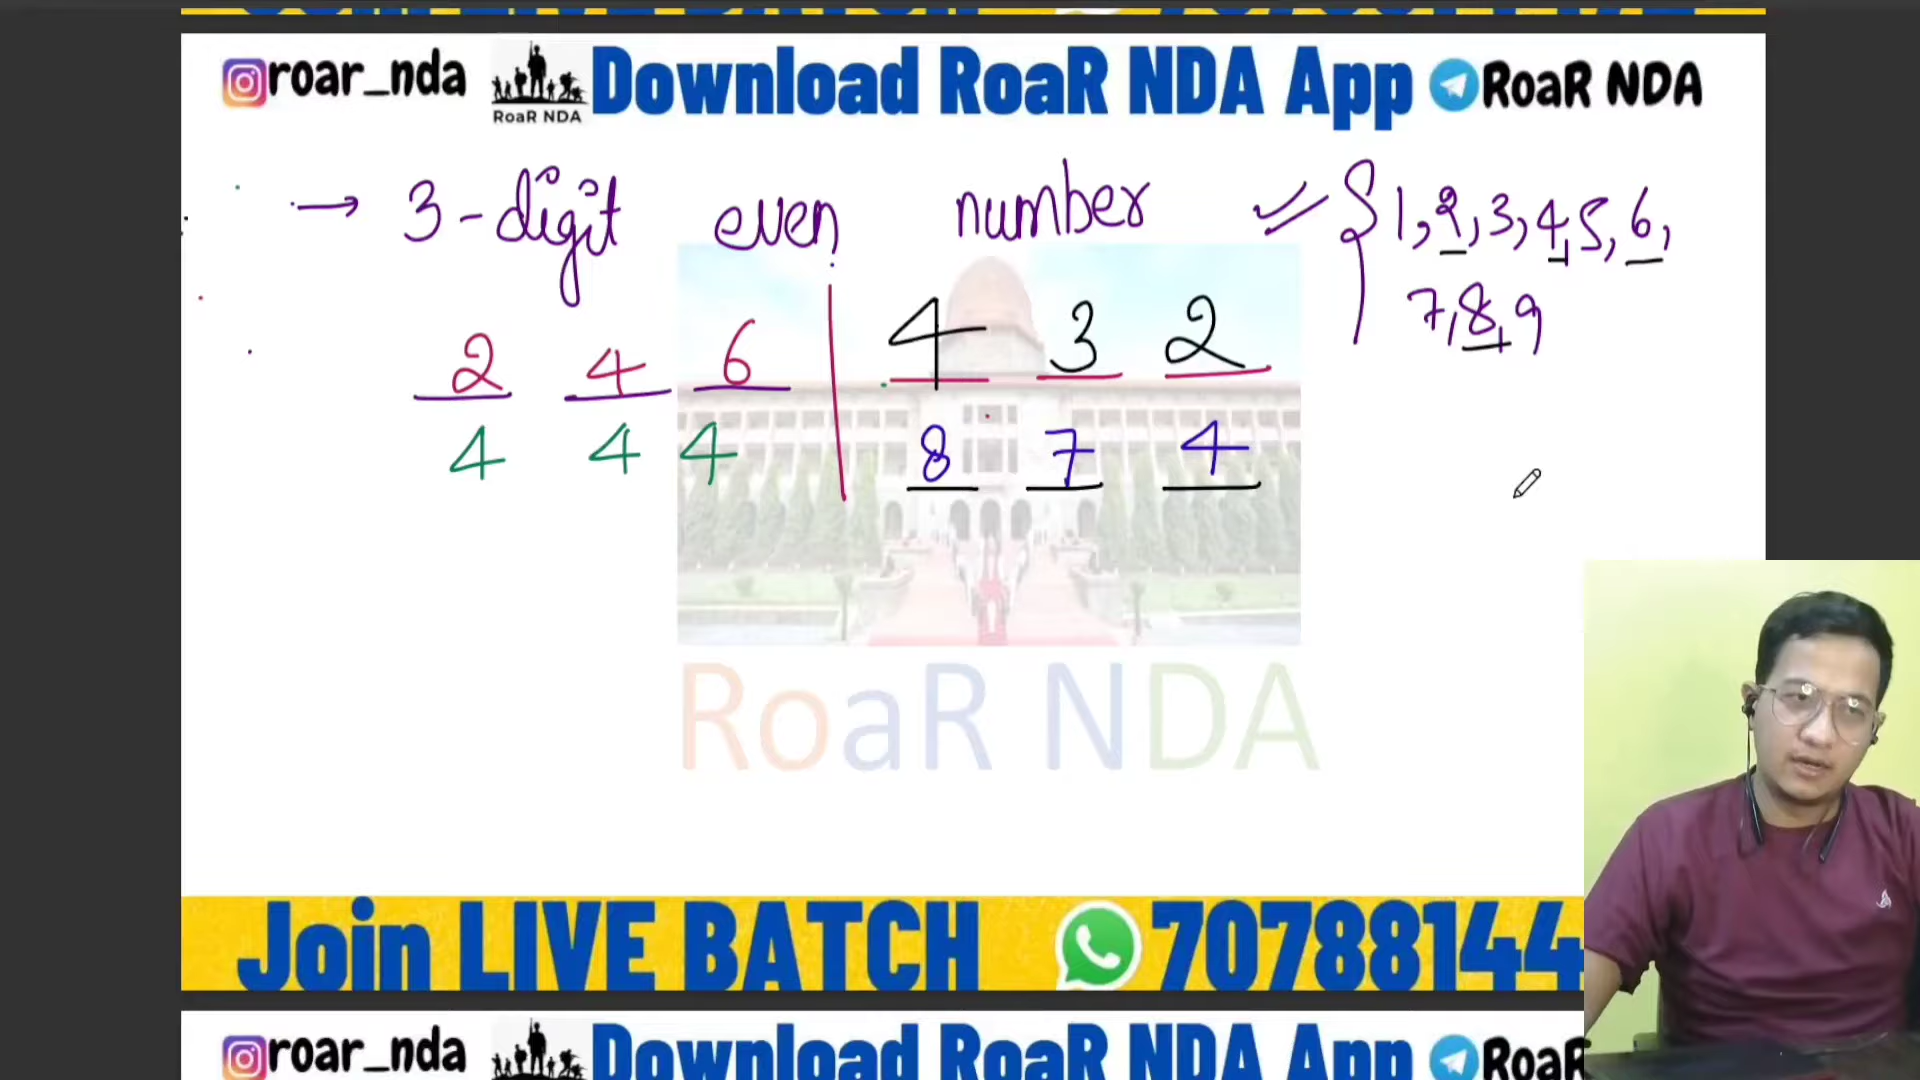 roar_nda RoaR NDA Download RoaR NDA App RoaR NDA
→ 3-digit even number { 1, 2, 3, 4, 5, 6,
7, 8, 9
2 4 6 | 4 3 2
4 4 4 | 8 7 4
RoaR NDA
Join LIVE BATCH 70788144
roar_nda Download RoaR NDA App RoaR